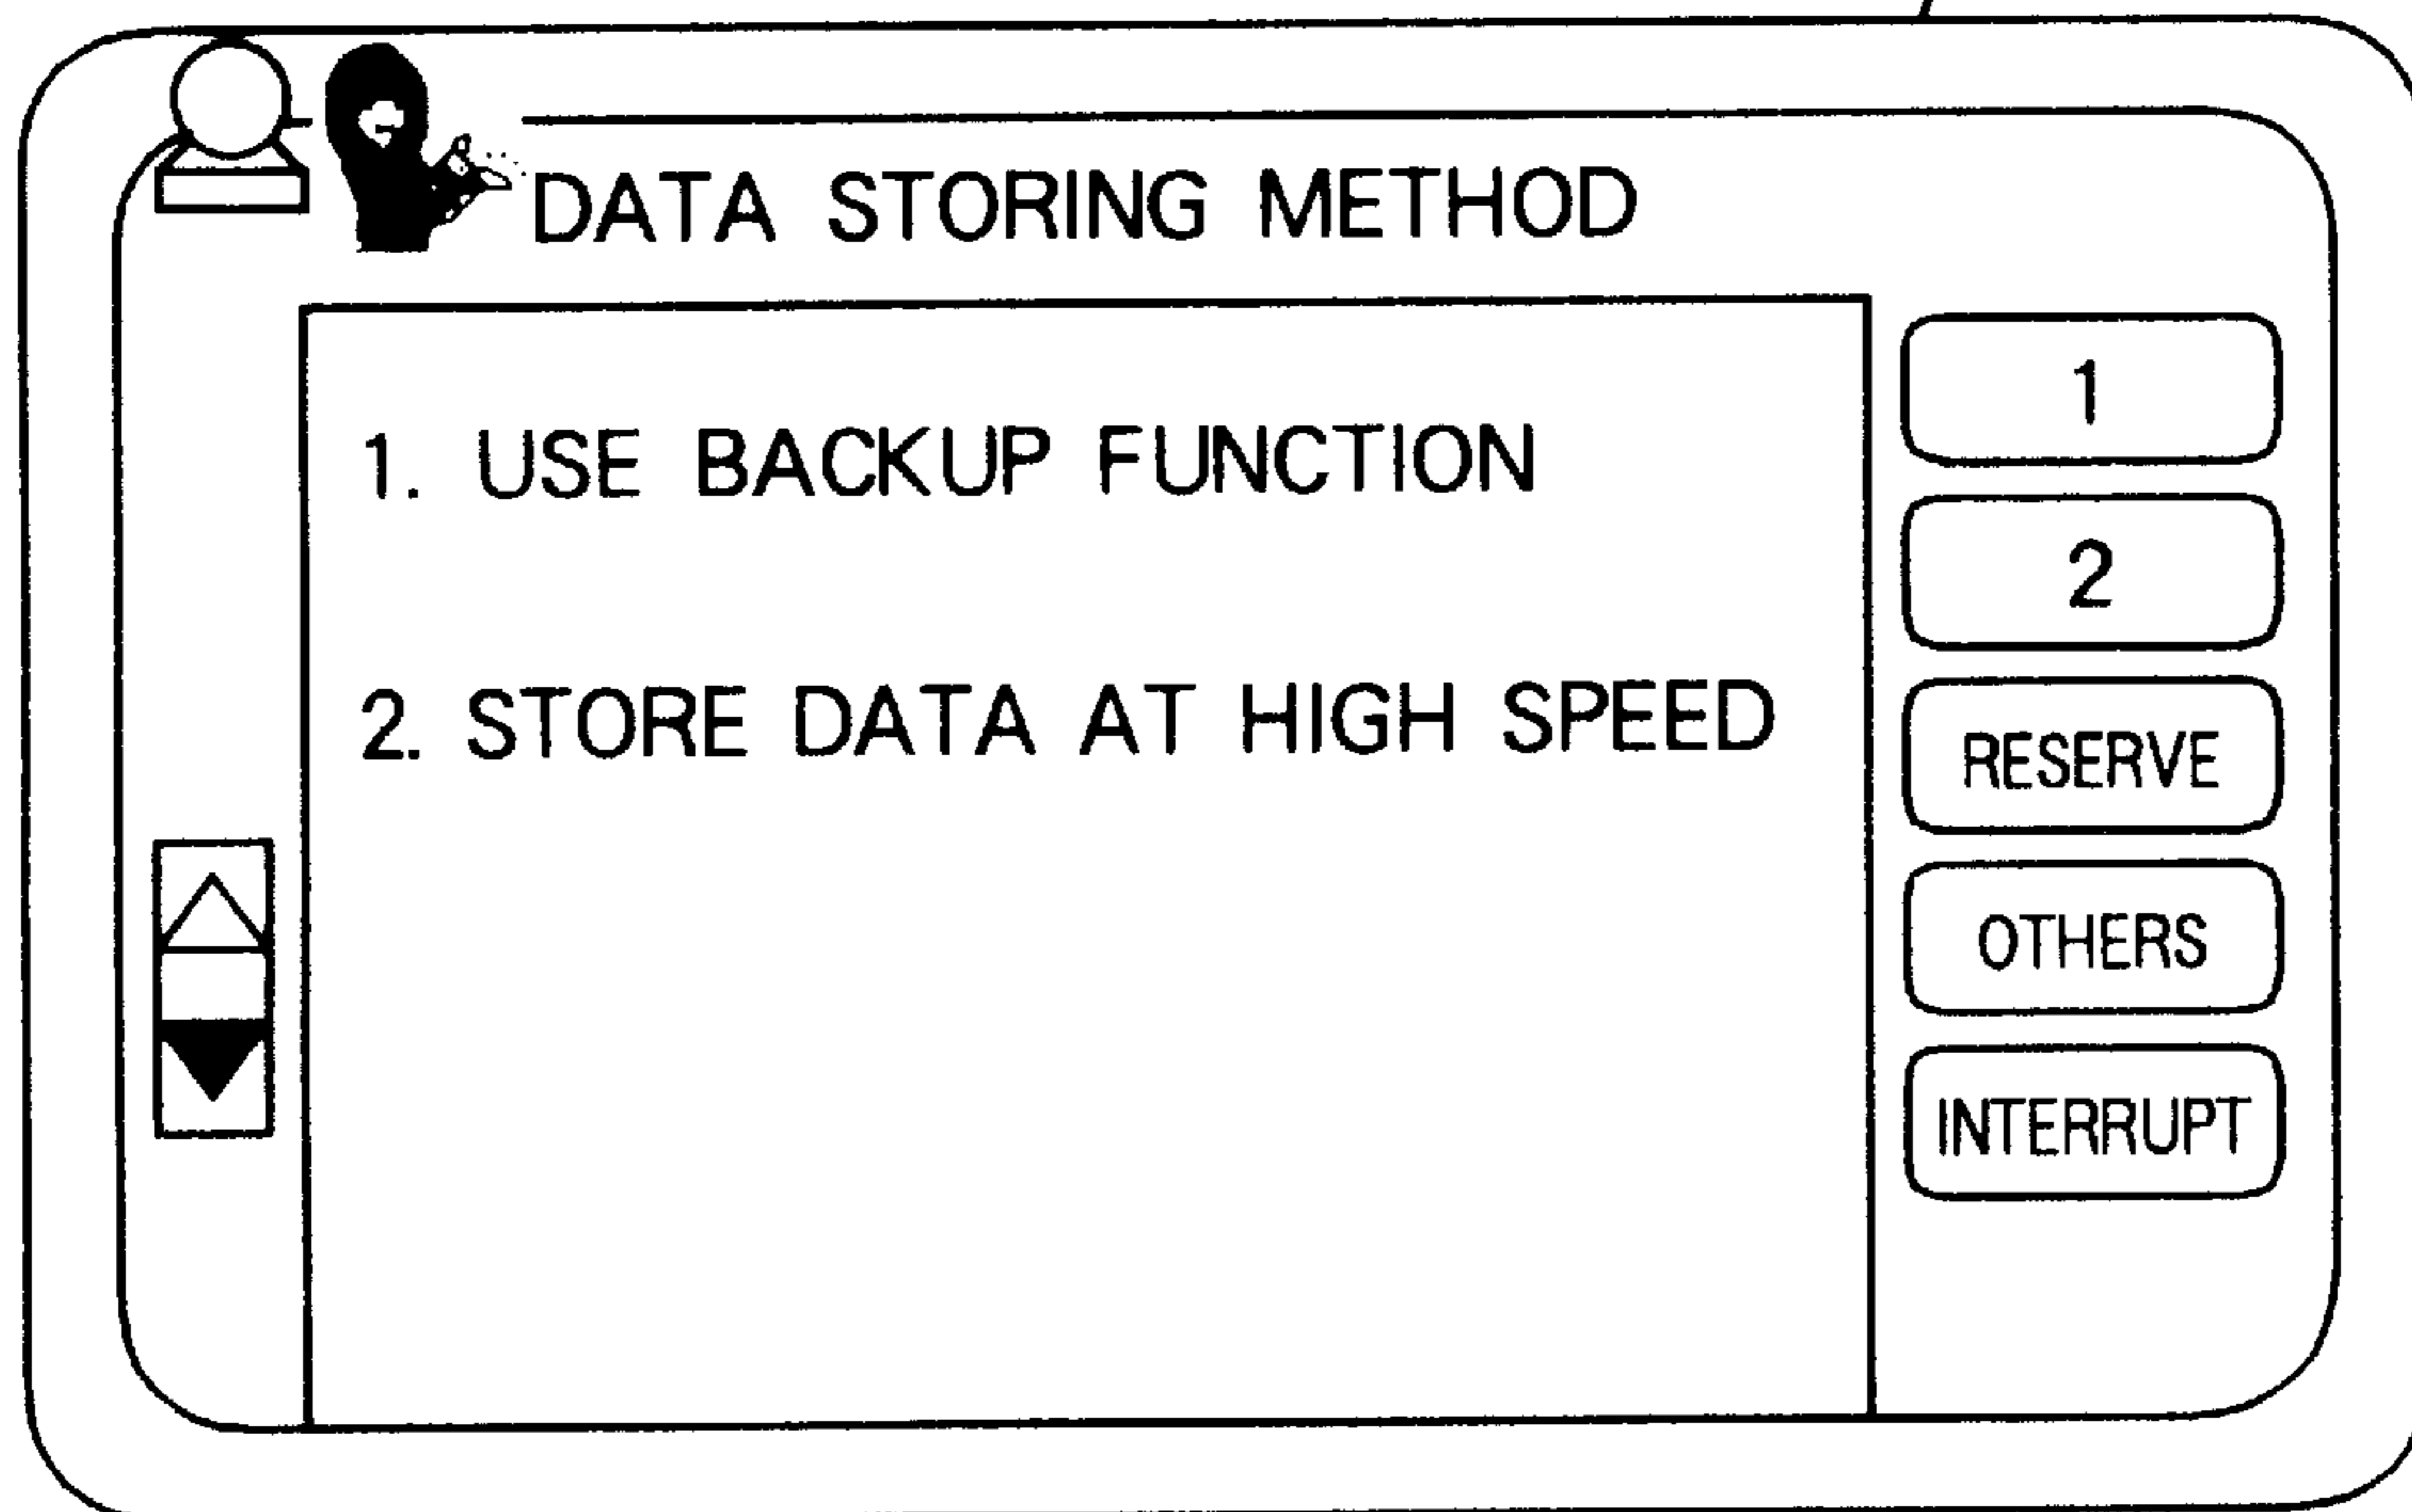 DATA STORING METHOD
1. USE BACKUP FUNCTION
2. STORE DATA AT HIGH SPEED
1
2
RESERVE
OTHERS
INTERRUPT